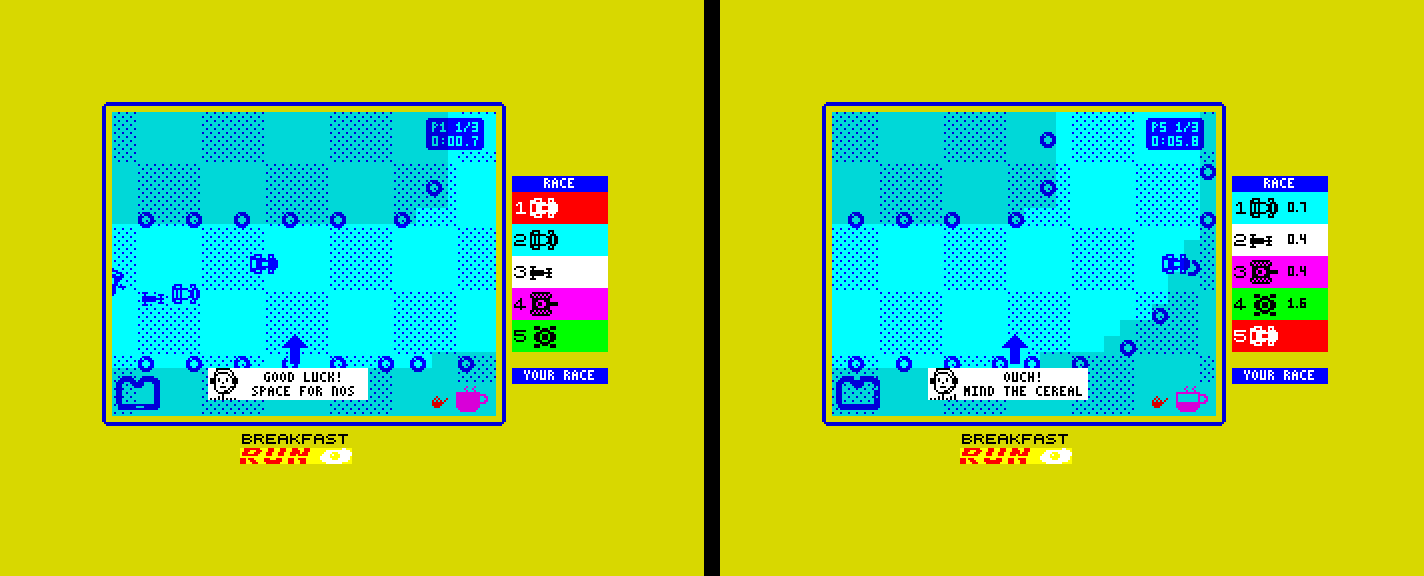 P1 1/3
0:00.7
RACE
1
2
3
4
5
GOOD LUCK!
SPACE FOR NOS
YOUR RACE
BREAKFAST
RUN
P5 1/3
0:05.8
RACE
1 0.7
2 0.4
3 0.4
4 1.6
5
OUCH!
MIND THE CEREAL
YOUR RACE
BREAKFAST
RUN